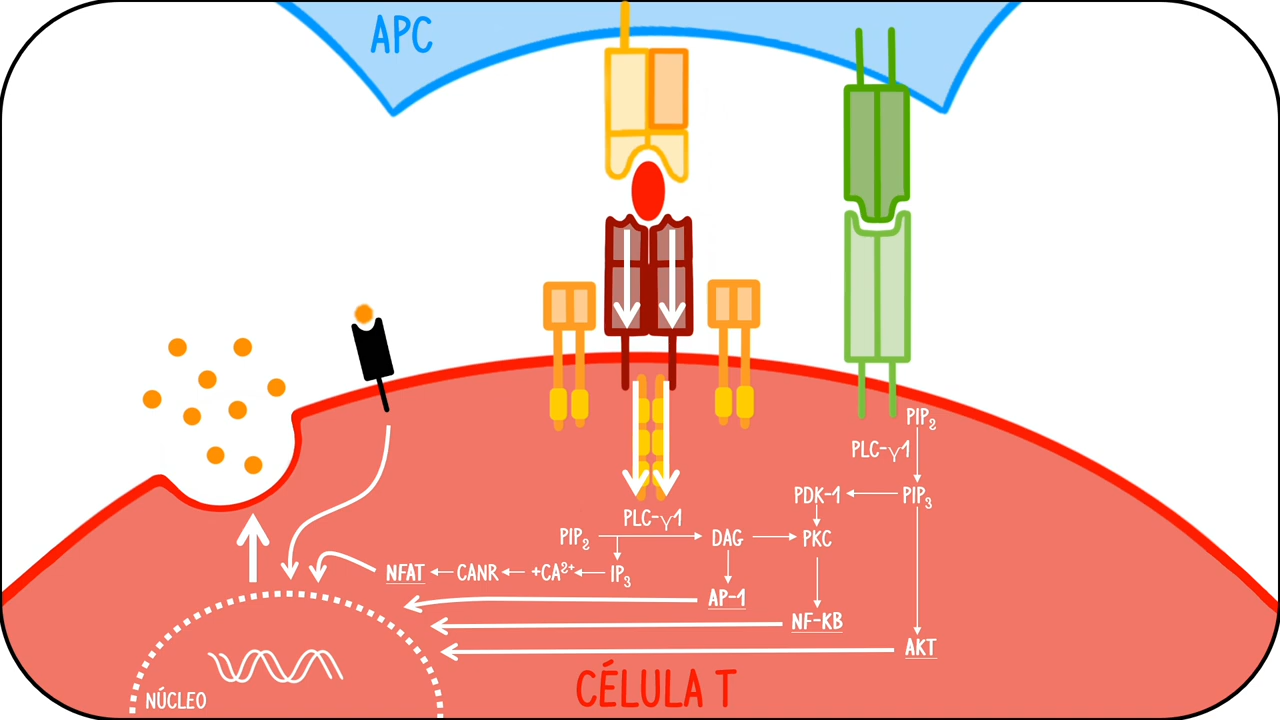 APC
PIP2
PLC-γ1
PDK-1 PIP3
PLC-γ1
PIP2 DAG PKC
NFAT CANR +CA²⁺ IP3
AP-1
NF-KB
AKT
CÉLULA T
NÚCLEO